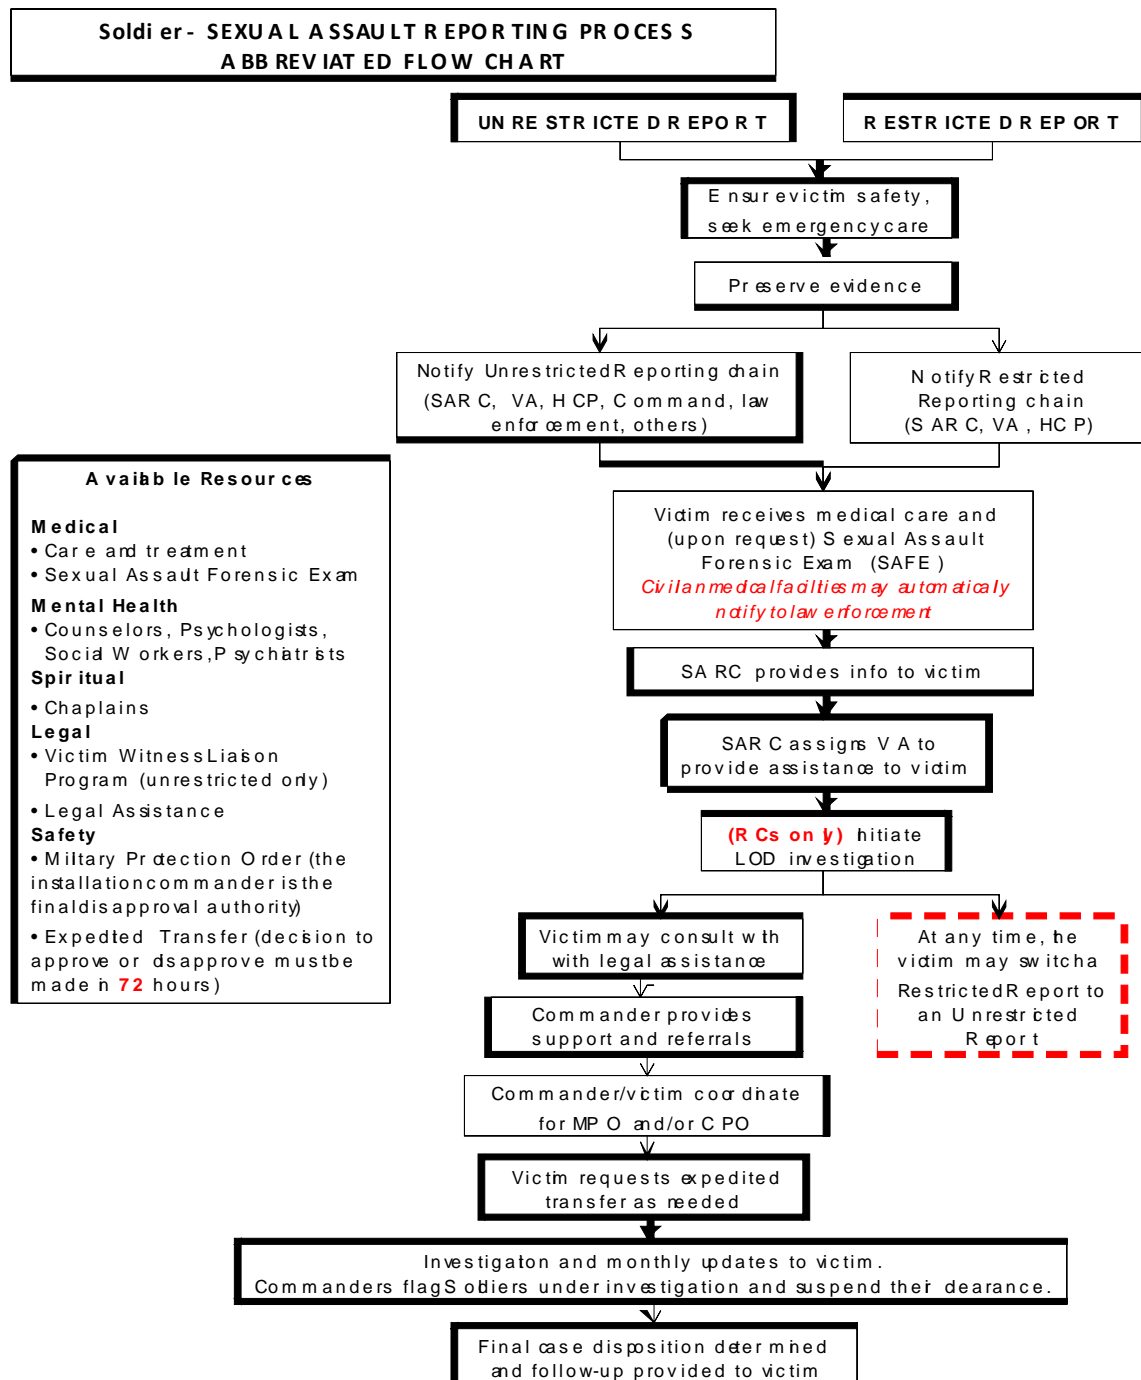 Soldier - SEXUAL ASSAULT REPORTING PROCESS
ABBREVIATED FLOW CHART
UNRESTRICTED REPORT
RESTRICTED REPORT
Ensure victim safety,
seek emergency care
Preserve evidence
Notify Unrestricted Reporting chain
(SARC, VA, HCP, Command, law
enforcement, others)
Notify Restricted
Reporting chain
(SARC, VA, HCP)
Available Resources
Medical
• Care and treatment
• Sexual Assault Forensic Exam
Mental Health
• Counselors, Psychologists,
Social Workers, Psychiatrists
Spiritual
• Chaplains
Legal
• Victim Witness Liaison
Program (unrestricted only)
• Legal Assistance
Safety
• Military Protection Order (the
installation commander is the
final disapproval authority)
• Expedited Transfer (decision to
approve or disapprove must be
made in 72 hours)
Victim receives medical care and
(upon request) Sexual Assault
Forensic Exam (SAFE)
Civilian medical facilities may automatically
notify to law enforcement
SARC provides info to victim
SARC assigns VA to
provide assistance to victim
(RCs only) Initiate
LOD investigation
Victim may consult with
with legal assistance
At any time, the
victim may switch a
Restricted Report to
an Unrestricted
Report
Commander provides
support and referrals
Commander/victim coordinate
for MPO and/or CPO
Victim requests expedited
transfer as needed
Investigation and monthly updates to victim.
Commanders flag Soldiers under investigation and suspend their clearance.
Final case disposition determined
and follow-up provided to victim